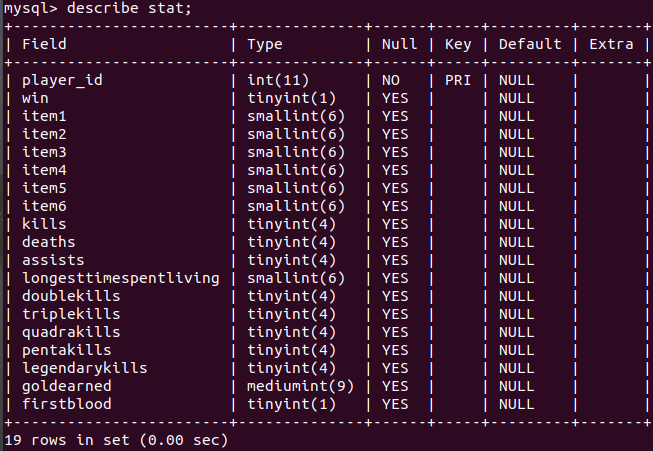 mysql> describe stat;
+---------------------+--------------+------+-----+---------+-------+
| Field               | Type         | Null | Key | Default | Extra |
+---------------------+--------------+------+-----+---------+-------+
| player_id           | int(11)      | NO   | PRI | NULL    |       |
| win                 | tinyint(1)   | YES  |     | NULL    |       |
| item1               | smallint(6)  | YES  |     | NULL    |       |
| item2               | smallint(6)  | YES  |     | NULL    |       |
| item3               | smallint(6)  | YES  |     | NULL    |       |
| item4               | smallint(6)  | YES  |     | NULL    |       |
| item5               | smallint(6)  | YES  |     | NULL    |       |
| item6               | smallint(6)  | YES  |     | NULL    |       |
| kills               | tinyint(4)   | YES  |     | NULL    |       |
| deaths              | tinyint(4)   | YES  |     | NULL    |       |
| assists             | tinyint(4)   | YES  |     | NULL    |       |
| longesttimespentliving | smallint(6)  | YES  |     | NULL    |       |
| doublekills         | tinyint(4)   | YES  |     | NULL    |       |
| triplekills         | tinyint(4)   | YES  |     | NULL    |       |
| quadrakills         | tinyint(4)   | YES  |     | NULL    |       |
| pentakills          | tinyint(4)   | YES  |     | NULL    |       |
| legendarykills      | tinyint(4)   | YES  |     | NULL    |       |
| goldearned          | mediumint(9) | YES  |     | NULL    |       |
| firstblood          | tinyint(1)   | YES  |     | NULL    |       |
+---------------------+--------------+------+-----+---------+-------+
19 rows in set (0.00 sec)